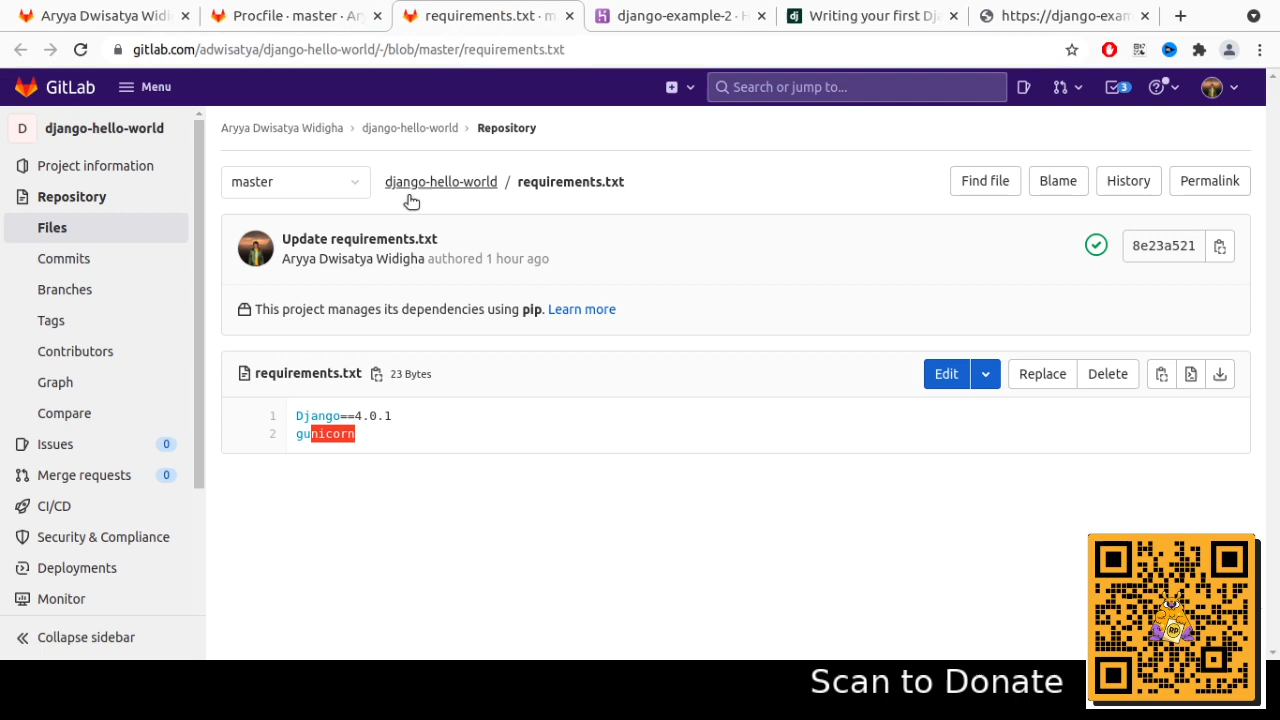 Aryya Dwisatya Widi
Procfile · master · Ar
requirements.txt · m
django-example-2 · H
Writing your first Dj
https://django-exam
gitlab.com/adwisatya/django-hello-world/-/blob/master/requirements.txt
GitLab
Menu
Search or jump to...
3
D
django-hello-world
Project information
Repository
Files
Commits
Branches
Tags
Contributors
Graph
Compare
Issues 0
Merge requests 0
CI/CD
Security & Compliance
Deployments
Monitor
Collapse sidebar
Aryya Dwisatya Widigha > django-hello-world > Repository
master
django-hello-world / requirements.txt
Find file
Blame
History
Permalink
Update requirements.txt
Aryya Dwisatya Widigha authored 1 hour ago
8e23a521
This project manages its dependencies using pip. Learn more
requirements.txt 23 Bytes
Edit
Replace
Delete
1 Django==4.0.1
2 gunicorn
RP
Scan to Donate